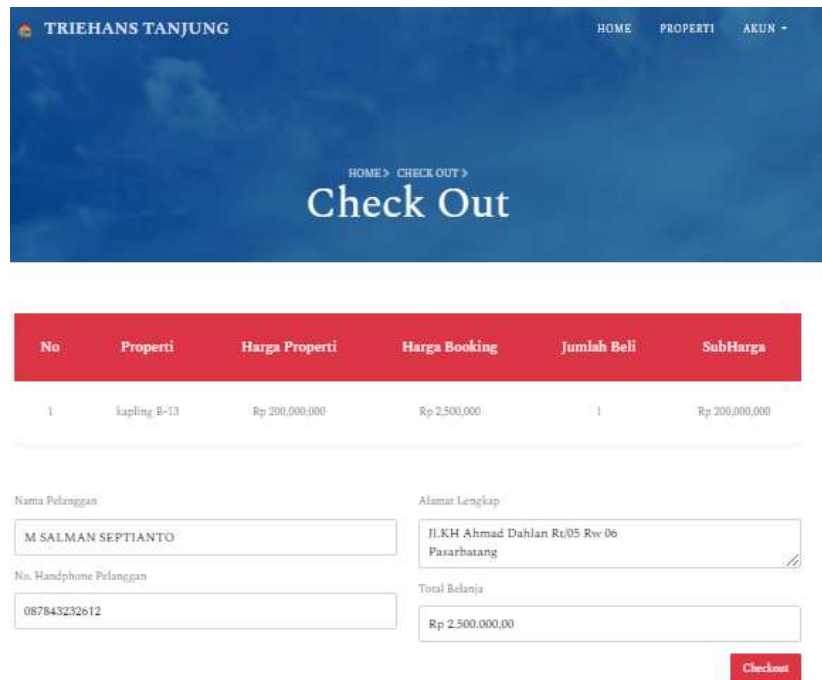 TRIEHANS TANJUNG
HOME PROPERTI AKUN
HOME > CHECK OUT >
Check Out
No Properti Harga Properti Harga Booking Jumlah Beli SubHarga
1 kapling B-13 Rp 200,000,000 Rp 2,500,000 1 Rp 200,000,000
Nama Pelanggan
M SALMAN SEPTIANTO
No. Handphone Pelanggan
087843232612
Alamat Lengkap
Jl.KH Ahmad Dahlan Rt/05 Rw 06
Pasarbatang
Total Belanja
Rp 2.500.000,00
Checkout